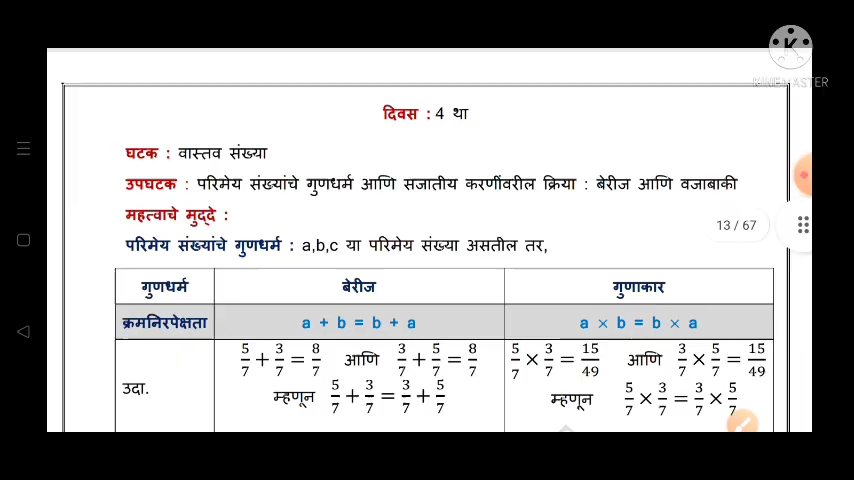 KINEMASTER
दिवस : 4 था
घटक : वास्तव संख्या
उपघटक : परिमेय संख्यांचे गुणधर्म आणि सजातीय करणींवरील क्रिया : बेरीज आणि वजाबाकी
महत्वाचे मुद्दे :
13 / 67
परिमेय संख्यांचे गुणधर्म : a,b,c या परिमेय संख्या असतील तर,
गुणधर्म बेरीज गुणाकार
क्रमनिरपेक्षता a + b = b + a a × b = b × a
उदा.
5/7 + 3/7 = 8/7 आणि 3/7 + 5/7 = 8/7
म्हणून 5/7 + 3/7 = 3/7 + 5/7
5/7 × 3/7 = 15/49 आणि 3/7 × 5/7 = 15/49
म्हणून 5/7 × 3/7 = 3/7 × 5/7